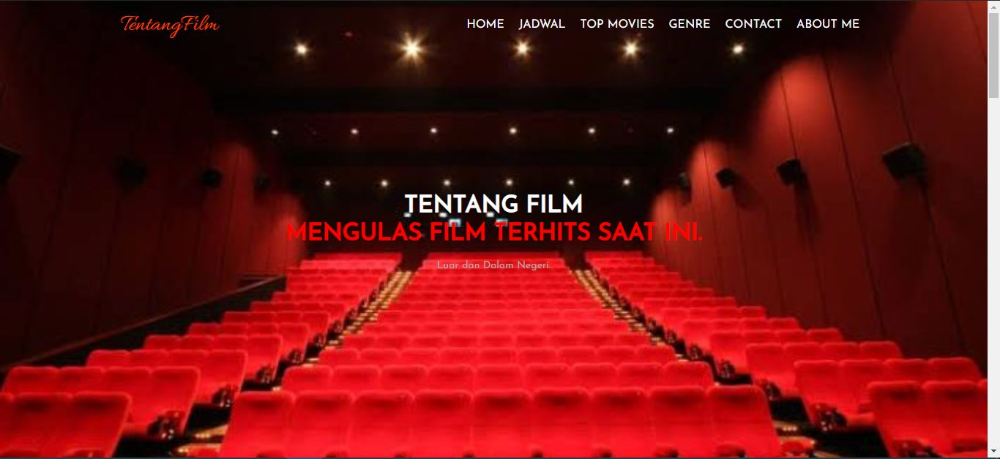 TentangFilm
HOME JADWAL TOP MOVIES GENRE CONTACT ABOUT ME
TENTANG FILM
MENGULAS FILM TERHITS SAAT INI.
Luar dan Dalam Negeri.